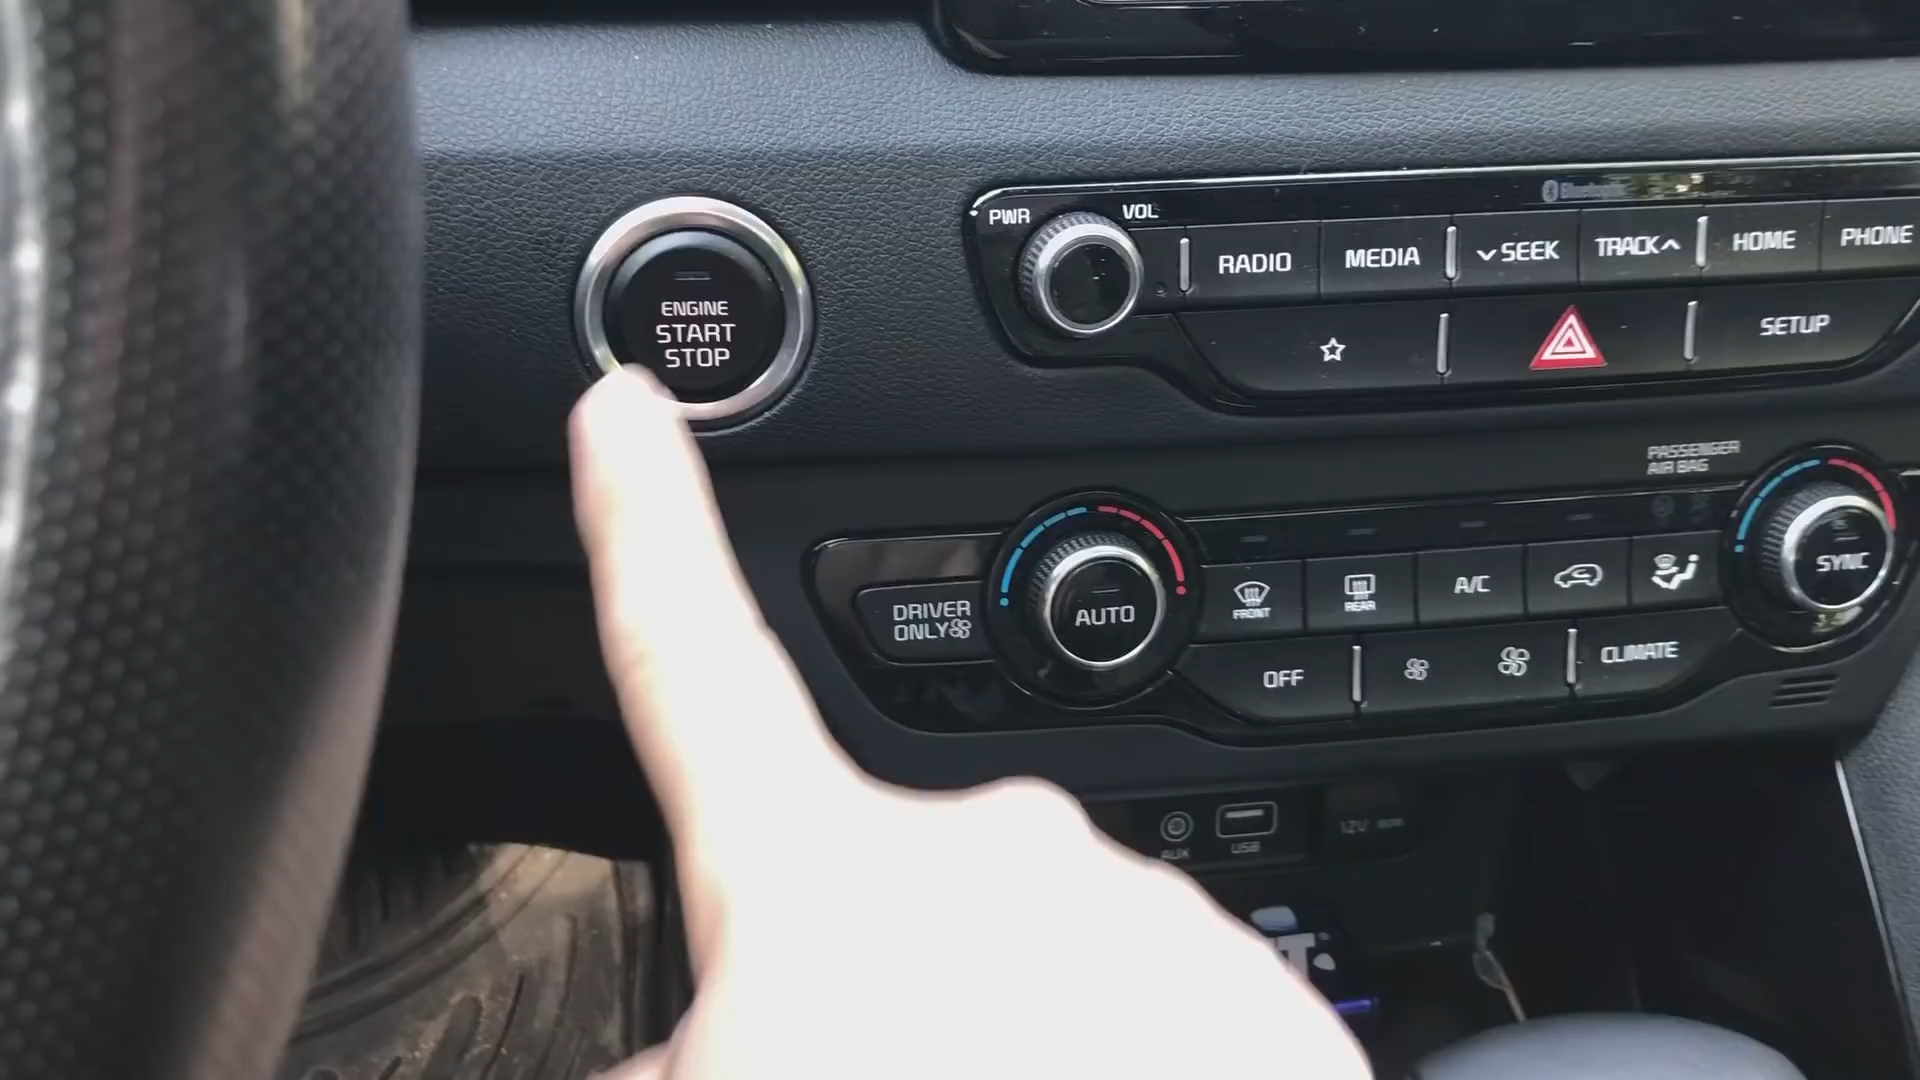 Bluetooth
PWR
VOL
RADIO
MEDIA
SEEK
TRACK
HOME
PHONE
ENGINE
START
STOP
SETUP
PASSENGER
AIR BAG
DRIVER
ONLY
AUTO
FRONT
REAR
A/C
SYNC
OFF
CLIMATE
AUX
USB
12V